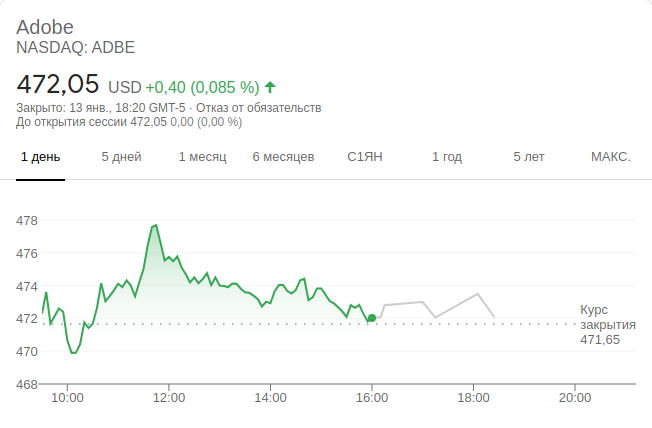 Adobe
NASDAQ: ADBE
472,05 USD +0,40 (0,085 %)
Закрыто: 13 янв., 18:20 GMT-5 · Отказ от обязательств
До открытия сессии 472,05 0,00 (0,00 %)
1 день 5 дней 1 месяц 6 месяцев С1ЯН 1 год 5 лет МАКС.
478
476
474
472
470
468
Курс
закрытия
471,65
10:00 12:00 14:00 16:00 18:00 20:00